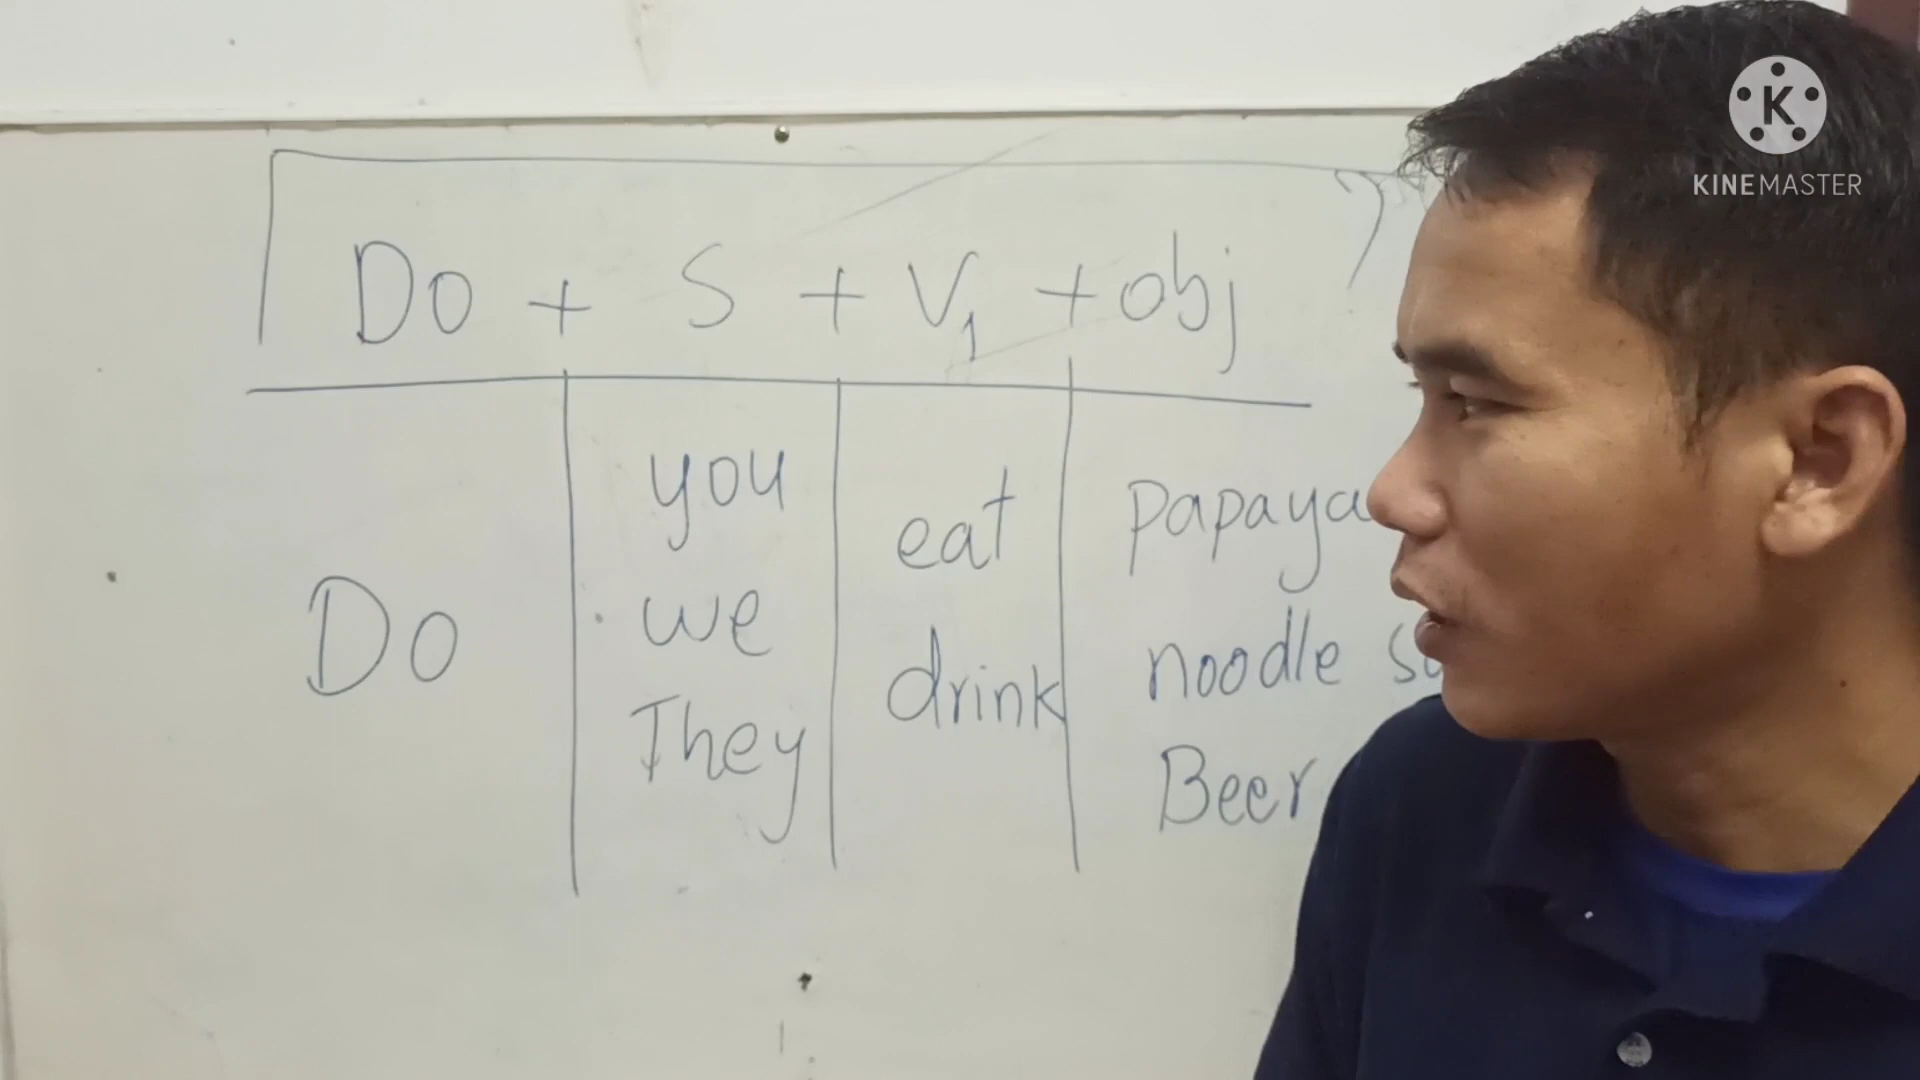 Do + S + V1 + obj
Do
you
we
They
eat
drink
papaya
noodle
Beer
KINEMASTER